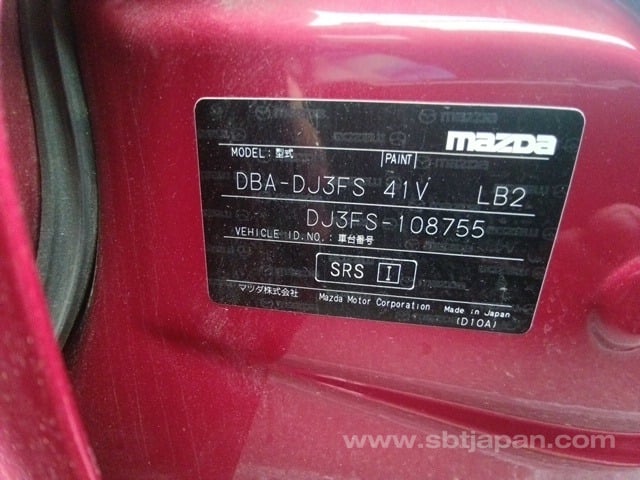 mazda
MODEL: 型式 PAINT
DBA-DJ3FS 41V LB2
DJ3FS-108755
VEHICLE ID.NO.: 車台番号
SRS I
マツダ株式会社 Mazda Motor Corporation Made in Japan
(D10A)
www.sbtjapan.com